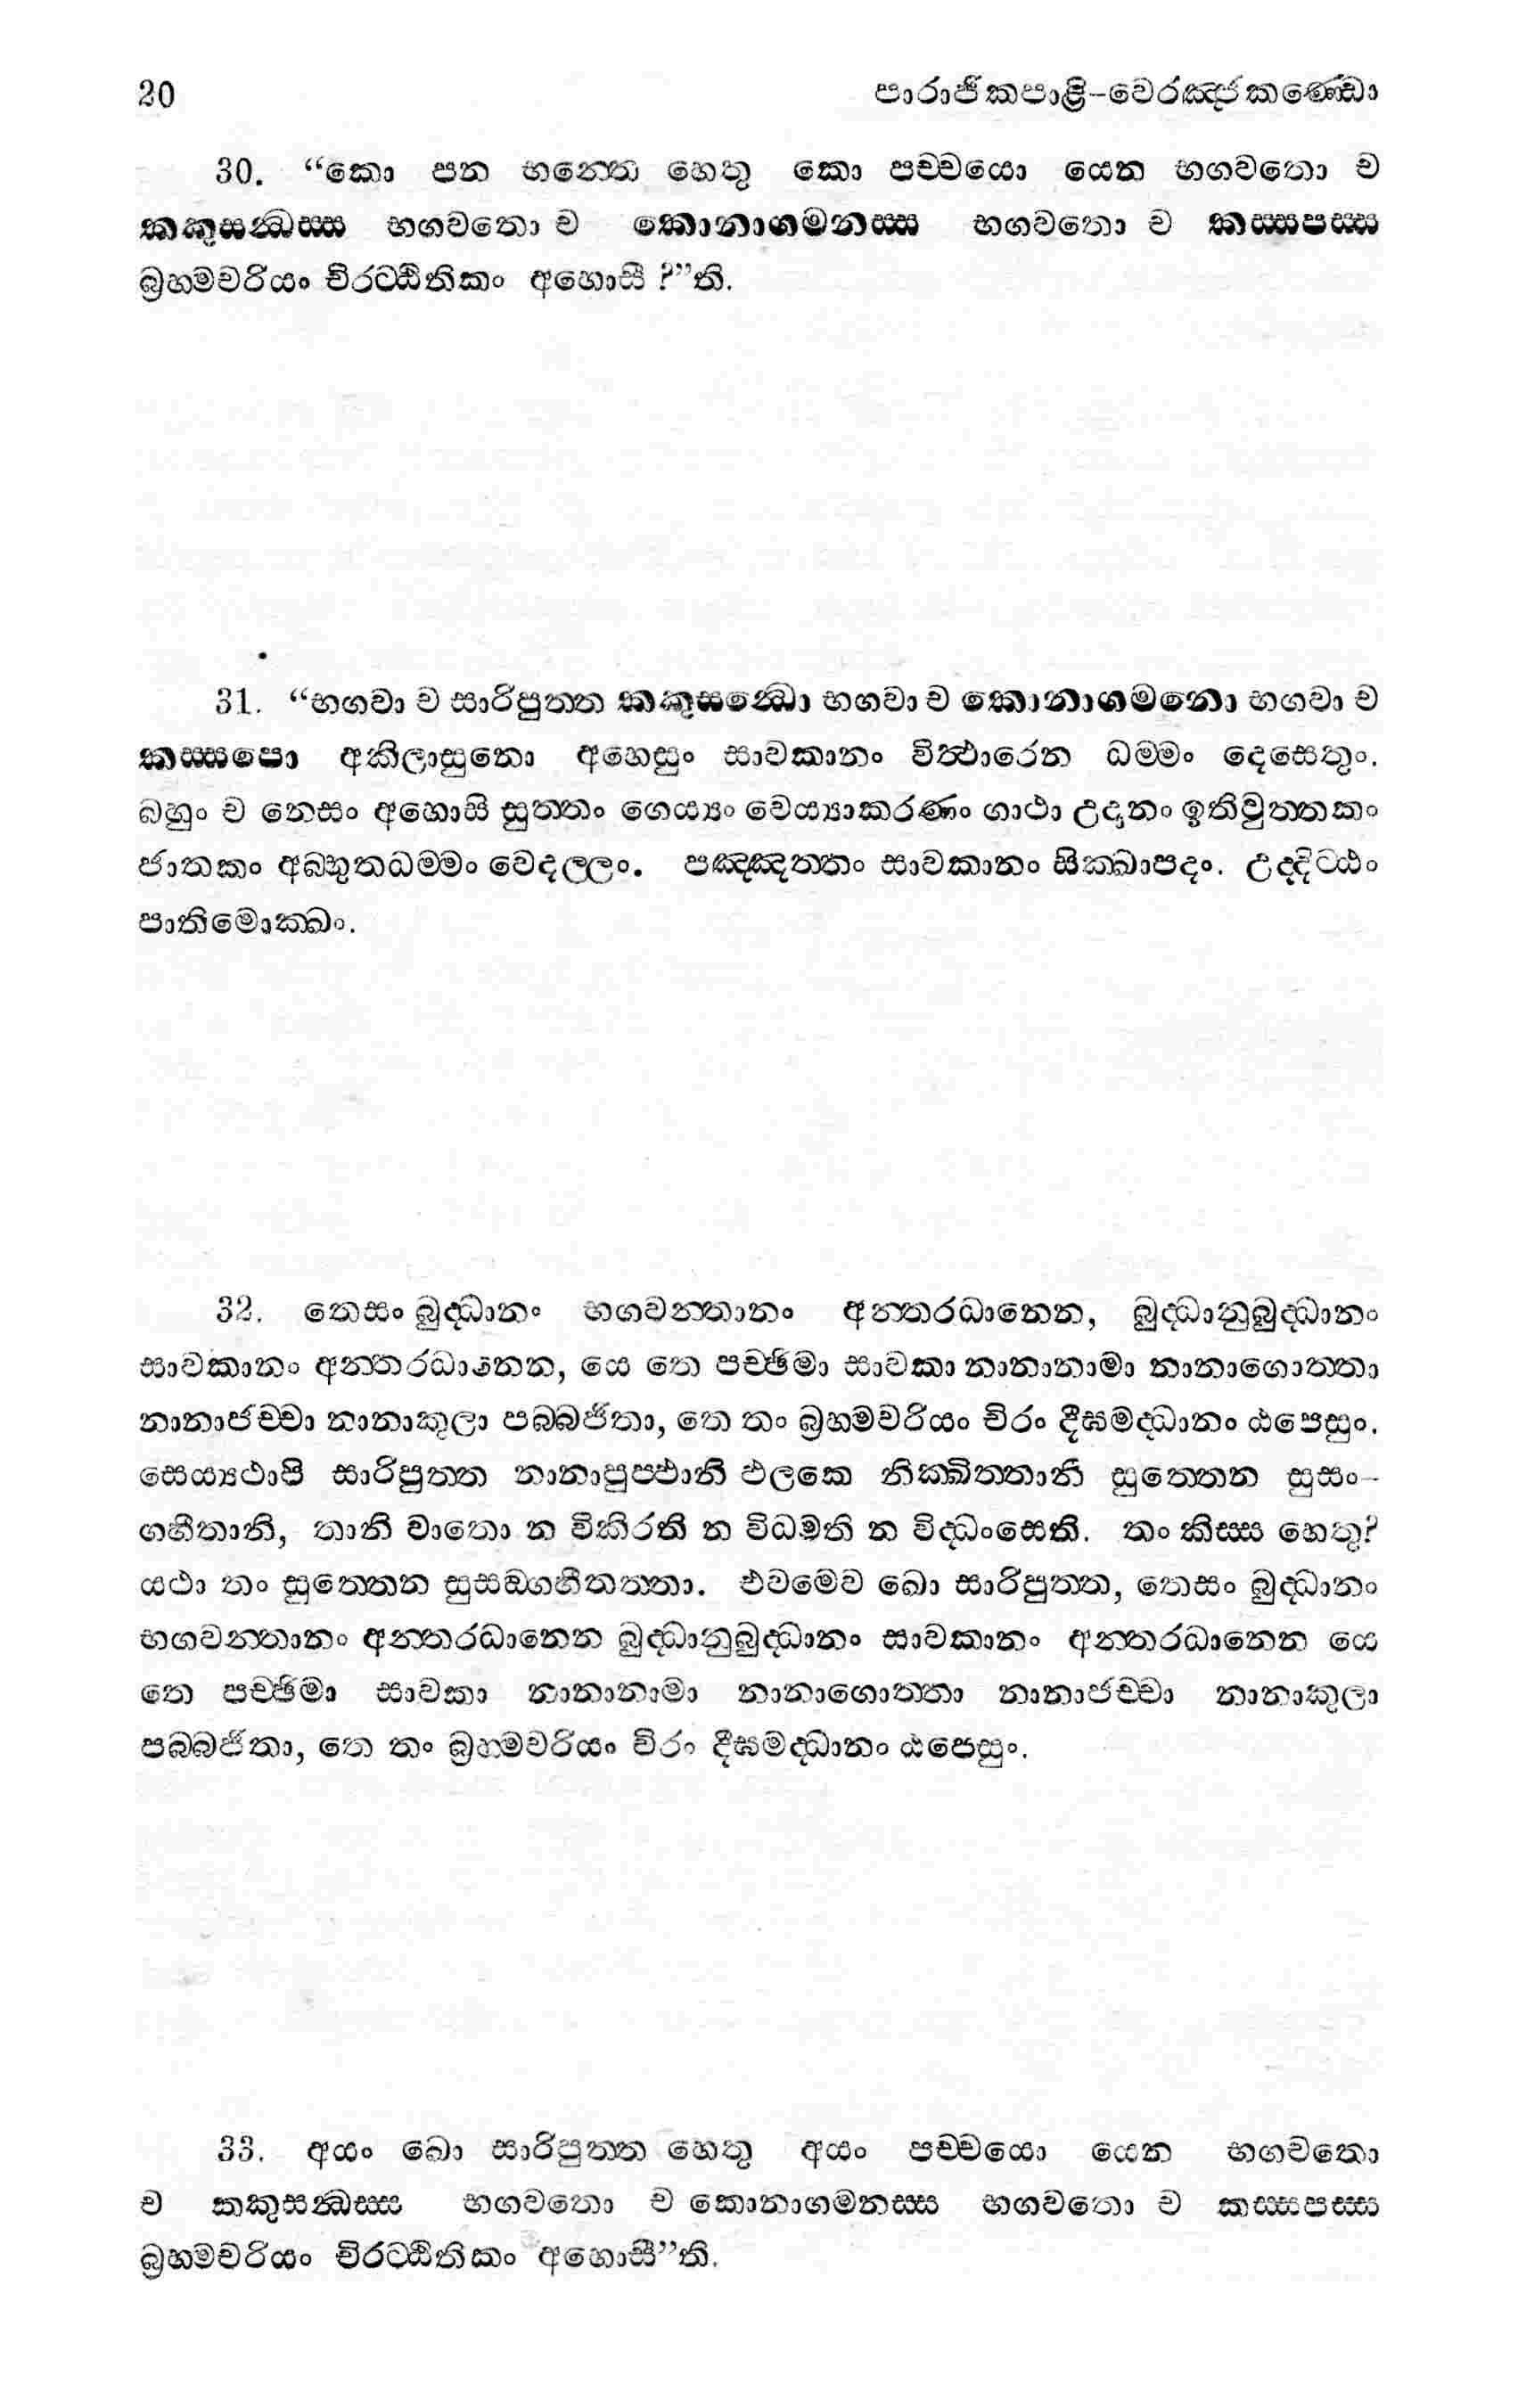 20 පාරාජිකපාළි-වෙරඤ්ජකණ්ඩො
30. “කො පන භන්තෙ හෙතු කො පච්චයො යෙන භගවතො ච
කකුසන්ධස්ස භගවතො ච කොනාගමනස්ස භගවතො ච කස්සපස්ස
බ්‍රහ්මචරියං චිරට්ඨිතිකං අහොසී ?”ති.
31. “භගවා ච සාරිපුත්ත කකුසන්ධො භගවා ච කොනාගමනො භගවා ච
කස්සපො අකිලාසුනො අහෙසුං සාවකානං විත්ථාරෙන ධම්මං දෙසෙතුං.
බහුං ච නෙසං අහොසි සුත්තං ගෙය්‍යං වෙය්‍යාකරණං ගාථා උදානං ඉතිවුත්තකං
ජාතකං අබ්භුතධම්මං වෙදල්ලං. පඤ්ඤත්තං සාවකානං සික්ඛාපදං. උද්දිට්ඨං
පාතිමොක්ඛං.
32. තෙසං බුද්ධානං භගවන්තානං අන්තරධානෙන, බුද්ධානුබුද්ධානං
සාවකානං අන්තරධානෙන, යෙ තෙ පච්ඡිමා සාවකා නානානාමා නානාගොත්තා
නානාජච්චා නානාකුලා පබ්බජිතා, තෙ තං බ්‍රහ්මචරියං චිරං දීඝමද්ධානං ඨපෙසුං.
සෙය්‍යථාපි සාරිපුත්ත නානාපුප්ඵානි ඵලකෙ නික්ඛිත්තානි සුත්තෙන සුසං-
ගහීතානි, තානි වාතො න විකිරති න විධමති න විද්ධංසෙති. තං කිස්ස හෙතු?
යථා තං සුත්තෙන සුසඞ්ගහීතත්තා. එවමෙව ඛො සාරිපුත්ත, තෙසං බුද්ධානං
භගවන්තානං අන්තරධානෙන බුද්ධානුබුද්ධානං සාවකානං අන්තරධානෙන යෙ
තෙ පච්ඡිමා සාවකා නානානාමා නානාගොත්තා නානාජච්චා නානාකුලා
පබ්බජිතා, තෙ තං බ්‍රහ්මචරියං චිරං දීඝමද්ධානං ඨපෙසුං.
33. අයං ඛො සාරිපුත්ත හෙතු අයං පච්චයො යෙන භගවතො
ච කකුසන්ධස්ස භගවතො ච කොනාගමනස්ස භගවතො ච කස්සපස්ස
බ්‍රහ්මචරියං චිරට්ඨිතිකං අහොසී”ති.